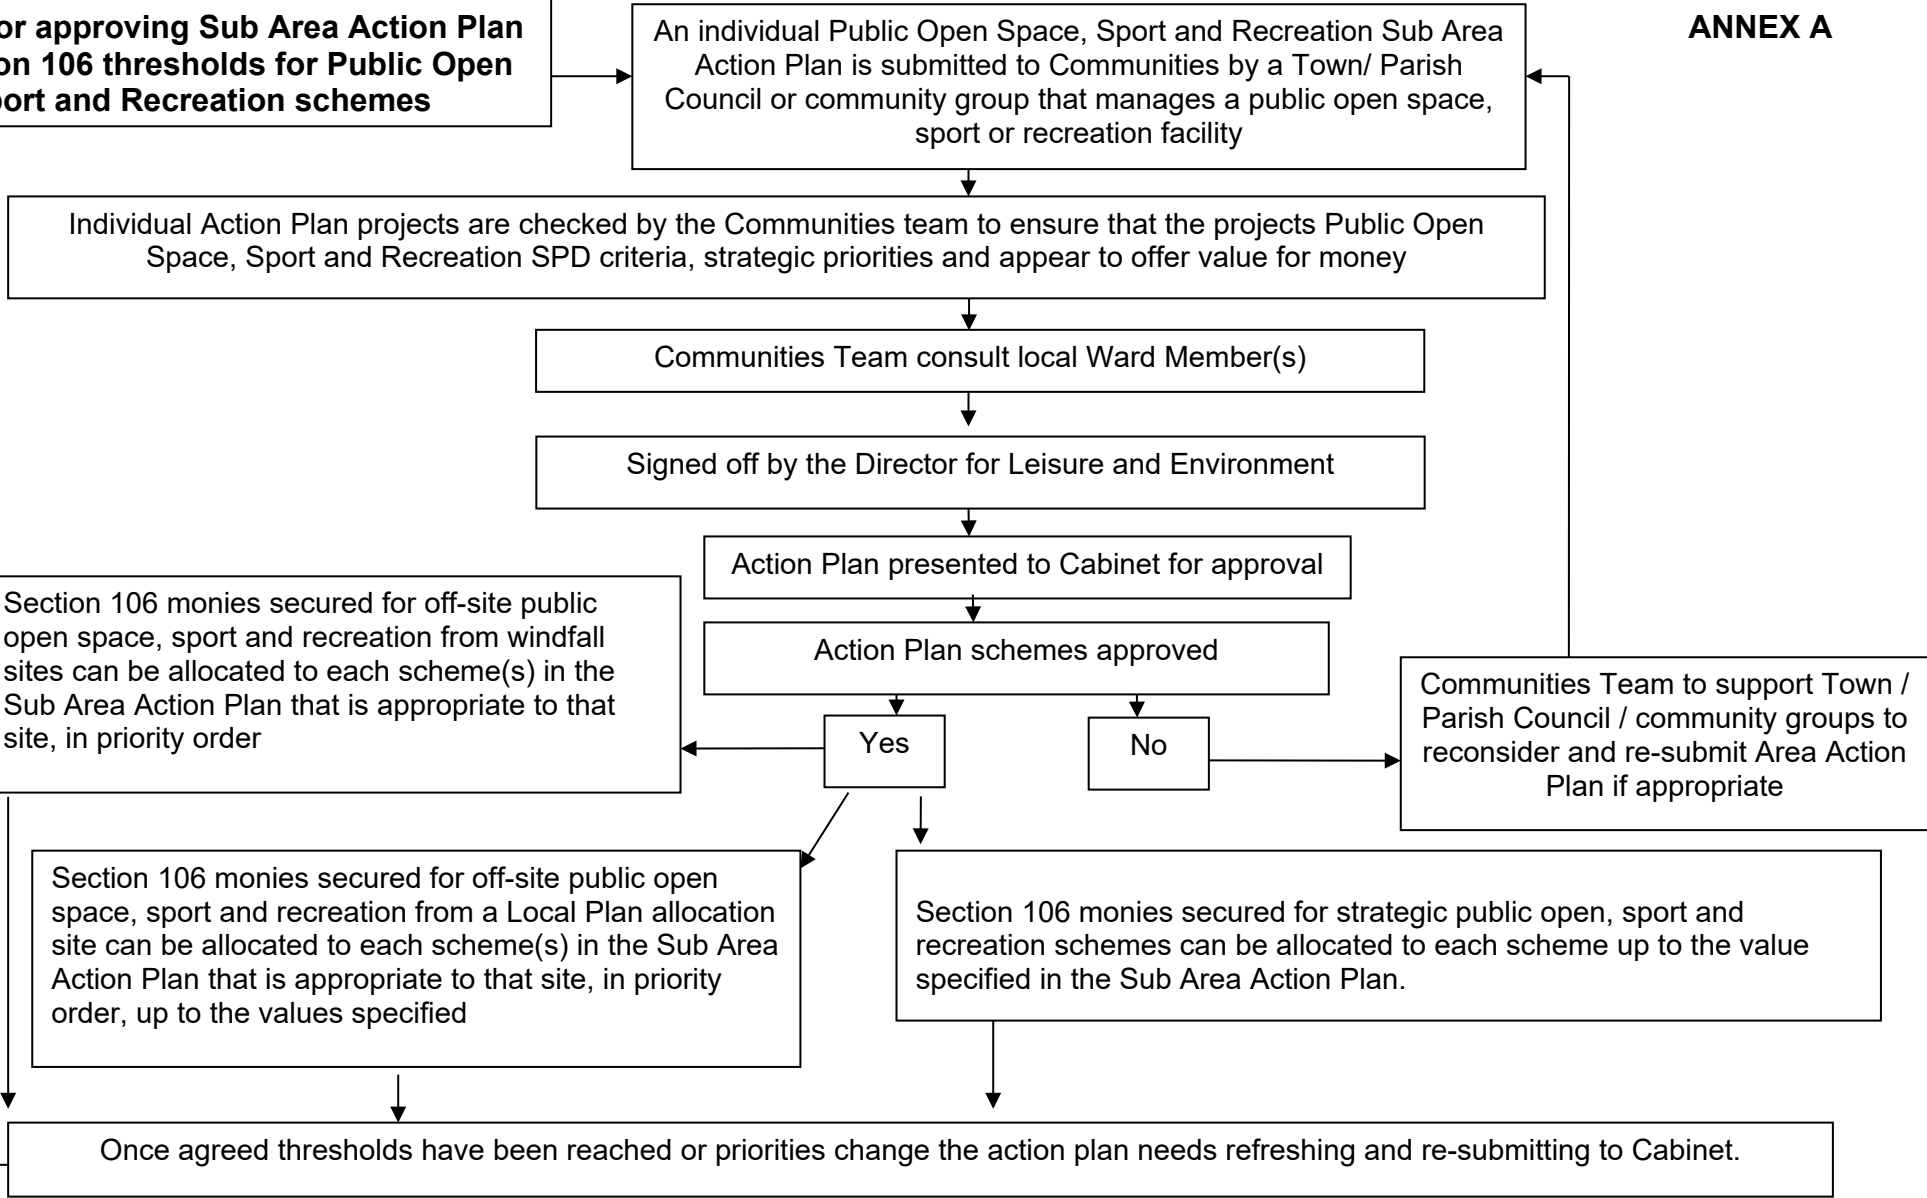 or approving Sub Area Action Plan
on 106 thresholds for Public Open
port and Recreation schemes
An individual Public Open Space, Sport and Recreation Sub Area
Action Plan is submitted to Communities by a Town/ Parish
Council or community group that manages a public open space,
sport or recreation facility
ANNEX A
Individual Action Plan projects are checked by the Communities team to ensure that the projects Public Open
Space, Sport and Recreation SPD criteria, strategic priorities and appear to offer value for money
Communities Team consult local Ward Member(s)
Signed off by the Director for Leisure and Environment
Action Plan presented to Cabinet for approval
Action Plan schemes approved
Yes
No
Section 106 monies secured for off-site public
open space, sport and recreation from windfall
sites can be allocated to each scheme(s) in the
Sub Area Action Plan that is appropriate to that
site, in priority order
Communities Team to support Town /
Parish Council / community groups to
reconsider and re-submit Area Action
Plan if appropriate
Section 106 monies secured for off-site public open
space, sport and recreation from a Local Plan allocation
site can be allocated to each scheme(s) in the Sub Area
Action Plan that is appropriate to that site, in priority
order, up to the values specified
Section 106 monies secured for strategic public open, sport and
recreation schemes can be allocated to each scheme up to the value
specified in the Sub Area Action Plan.
Once agreed thresholds have been reached or priorities change the action plan needs refreshing and re-submitting to Cabinet.